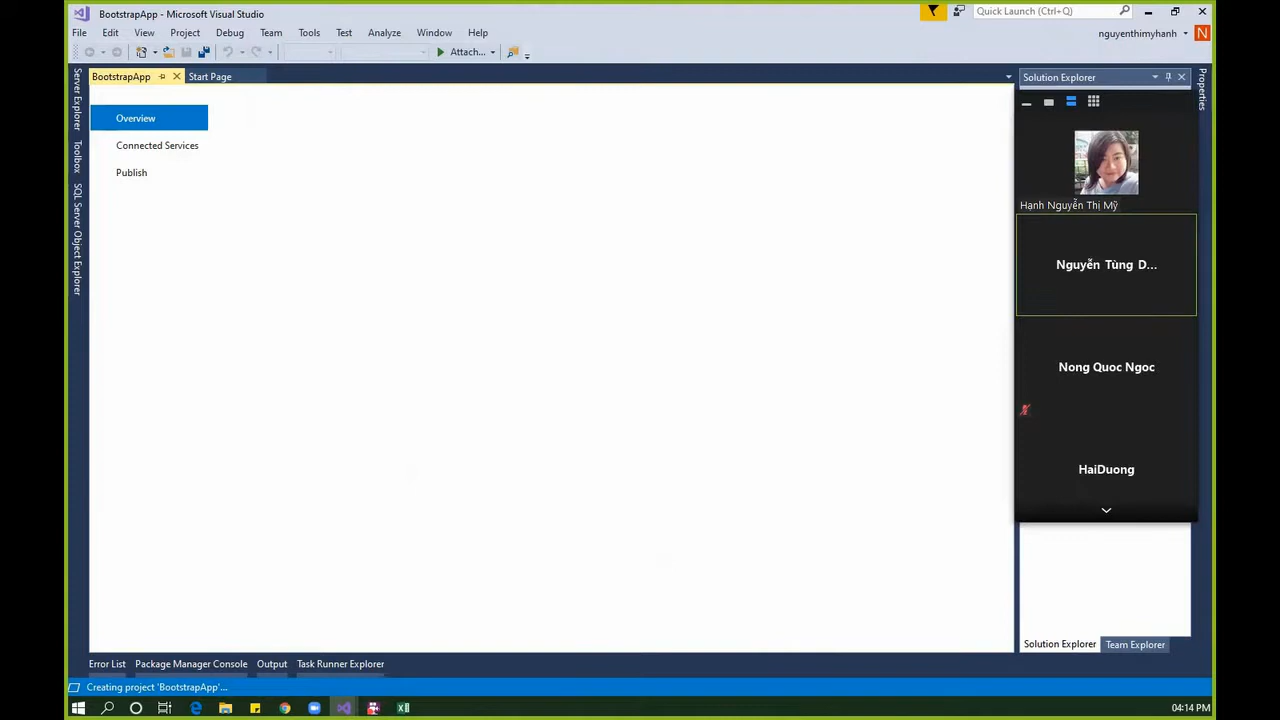 BootstrapApp - Microsoft Visual Studio
Quick Launch (Ctrl+Q)
File Edit View Project Debug Team Tools Test Analyze Window Help
nguyenthimyhanh
N
Attach...
BootstrapApp
Start Page
Solution Explorer
Server Explorer
Toolbox
SQL Server Object Explorer
Properties
Overview
Connected Services
Publish
Hạnh Nguyễn Thị Mỹ
Nguyễn Tùng D...
Nong Quoc Ngoc
HaiDuong
Solution Explorer
Team Explorer
Error List
Package Manager Console
Output
Task Runner Explorer
Creating project 'BootstrapApp'...
04:14 PM